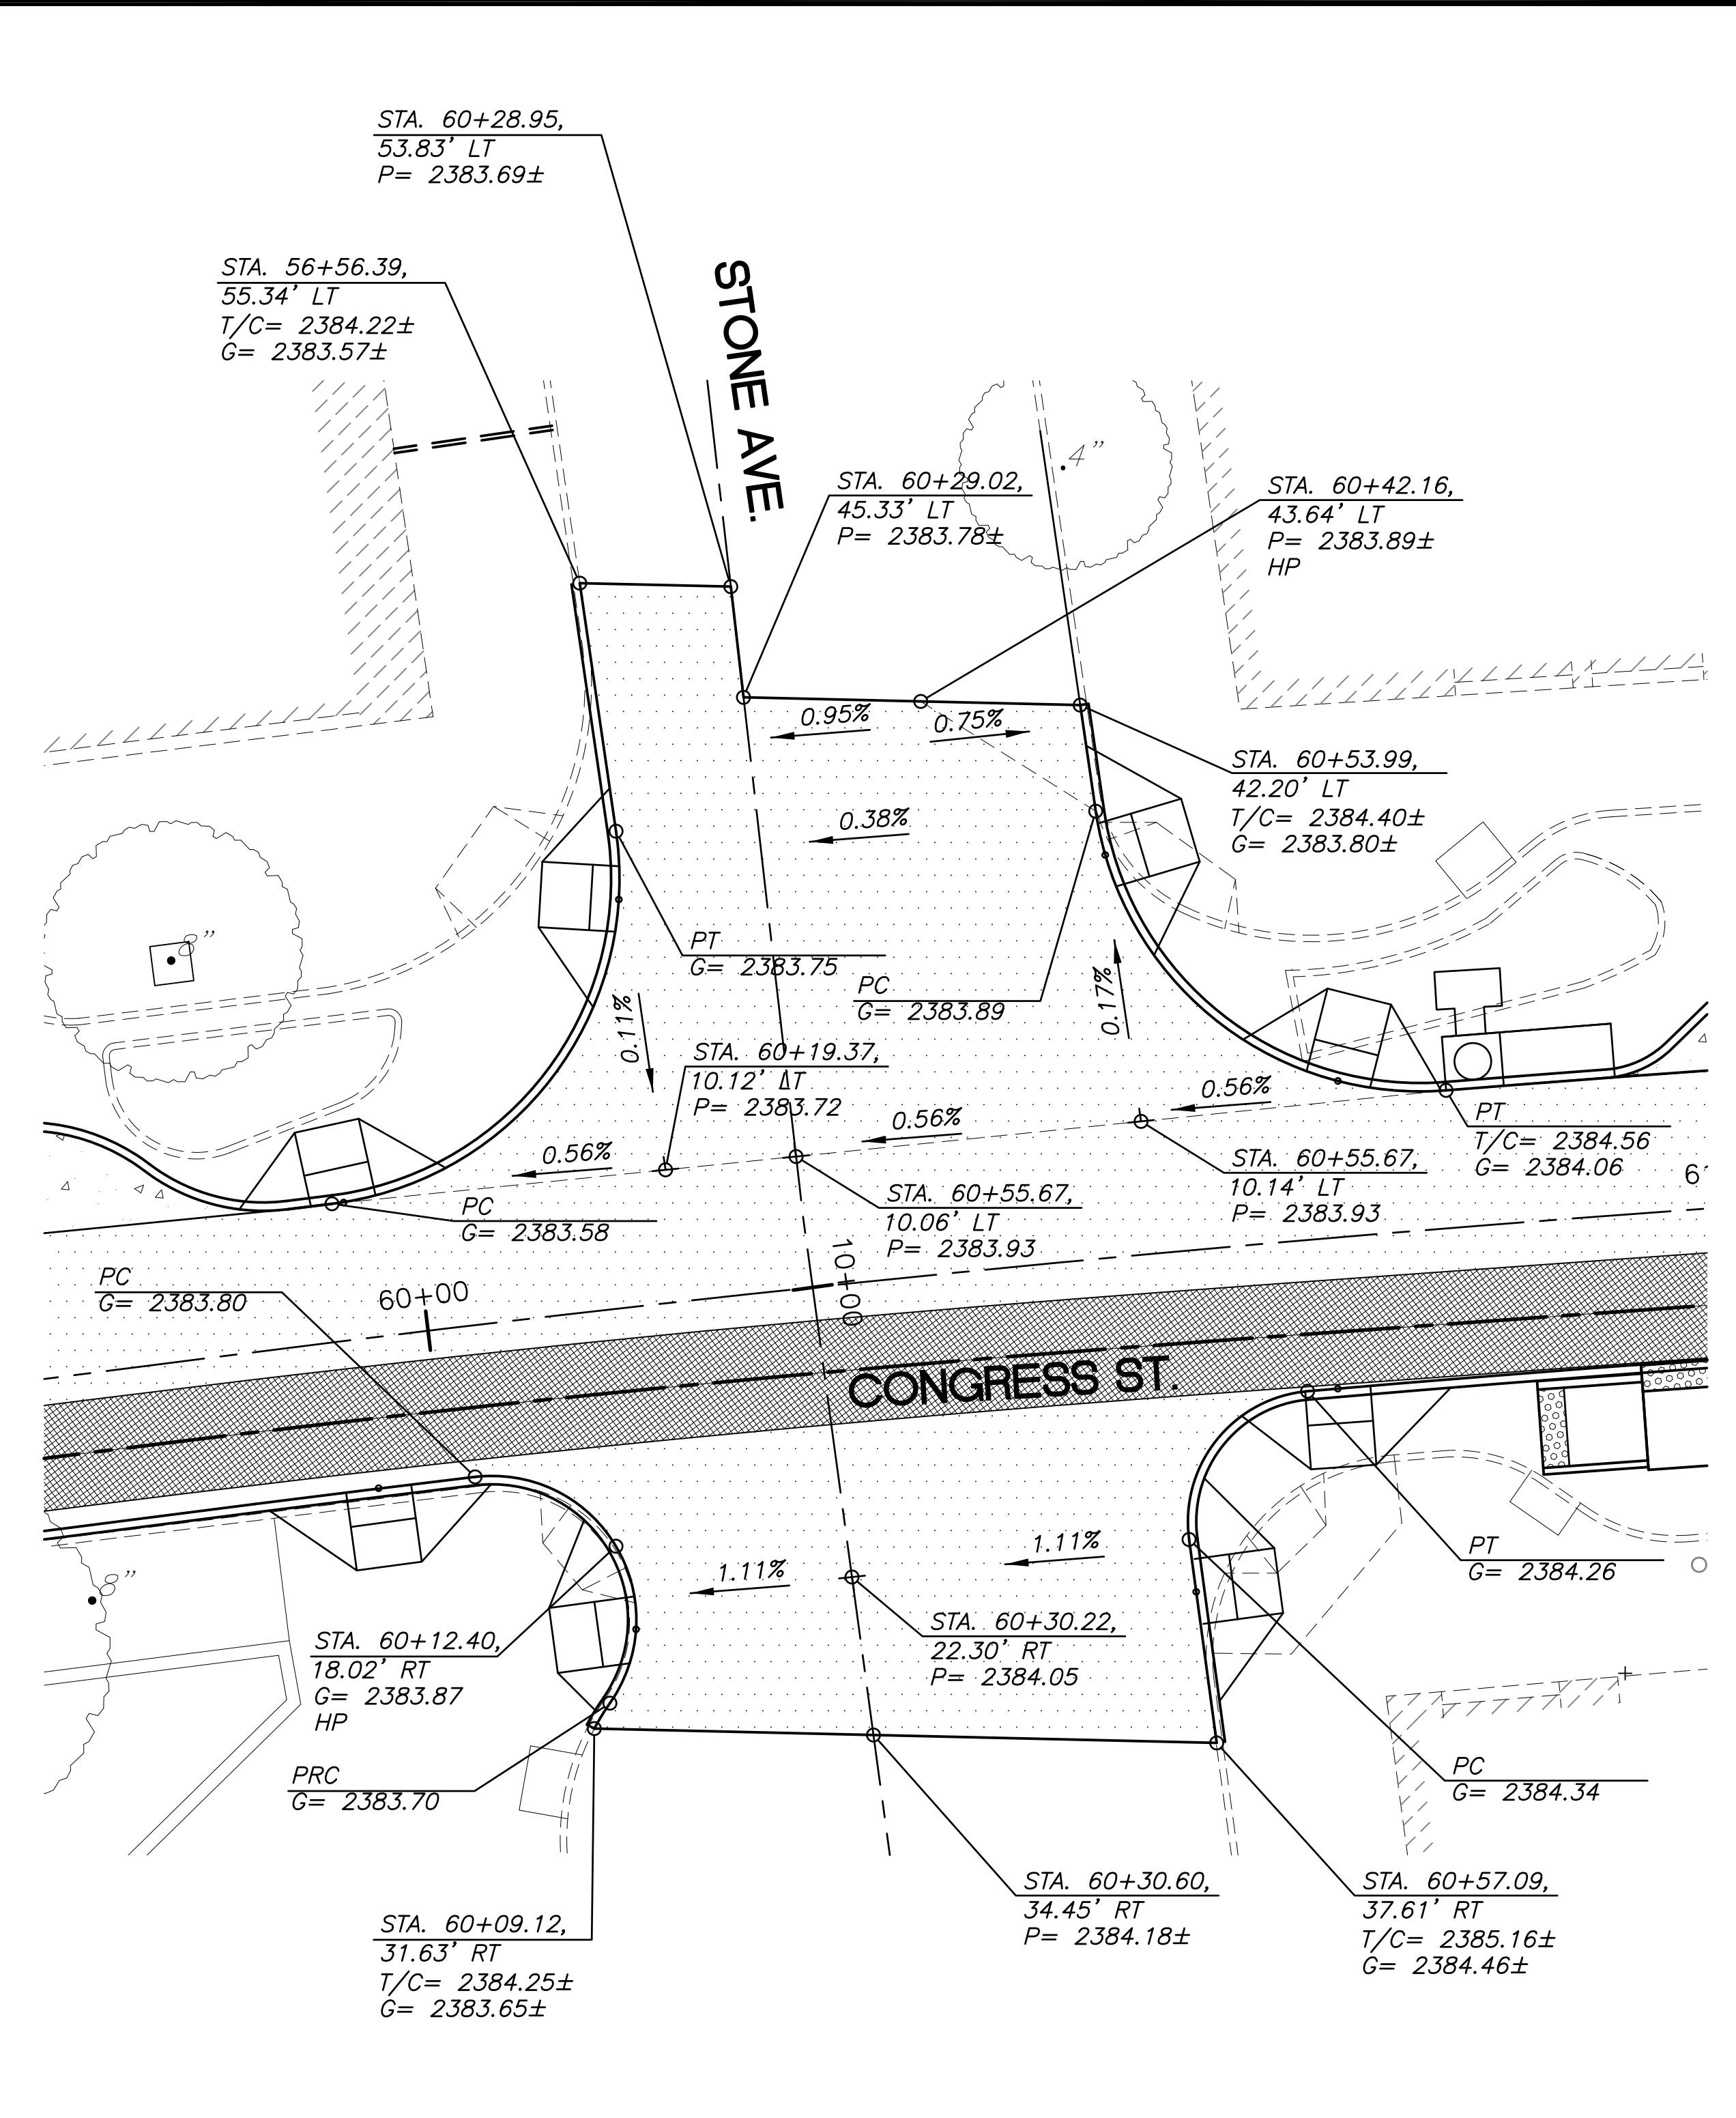 STA. 60+28.95,
53.83' LT
P= 2383.69±
STA. 56+56.39,
55.34' LT
T/C= 2384.22±
G= 2383.57±
STONE AVE.
4"
STA. 60+29.02,
45.33' LT
P= 2383.78±
STA. 60+42.16,
43.64' LT
P= 2383.89±
HP
0.95%
0.75%
STA. 60+53.99,
42.20' LT
T/C= 2384.40±
G= 2383.80±
0.38%
8"
PT
G= 2383.75
PC
G= 2383.89
0.11%
0.17%
STA. 60+19.37,
10.12' LT
P= 2383.72
0.56%
0.56%
0.56%
PT
T/C= 2384.56
G= 2384.06
STA. 60+55.67,
10.14' LT
P= 2383.93
6
STA. 60+55.67,
10.06' LT
P= 2383.93
PC
G= 2383.58
PC
G= 2383.80
60+00
10+00
CONGRESS ST.
1.11%
1.11%
PT
G= 2384.26
8"
STA. 60+12.40,
18.02' RT
G= 2383.87
HP
STA. 60+30.22,
22.30' RT
P= 2384.05
PRC
G= 2383.70
PC
G= 2384.34
STA. 60+09.12,
31.63' RT
T/C= 2384.25±
G= 2383.65±
STA. 60+30.60,
34.45' RT
P= 2384.18±
STA. 60+57.09,
37.61' RT
T/C= 2385.16±
G= 2384.46±